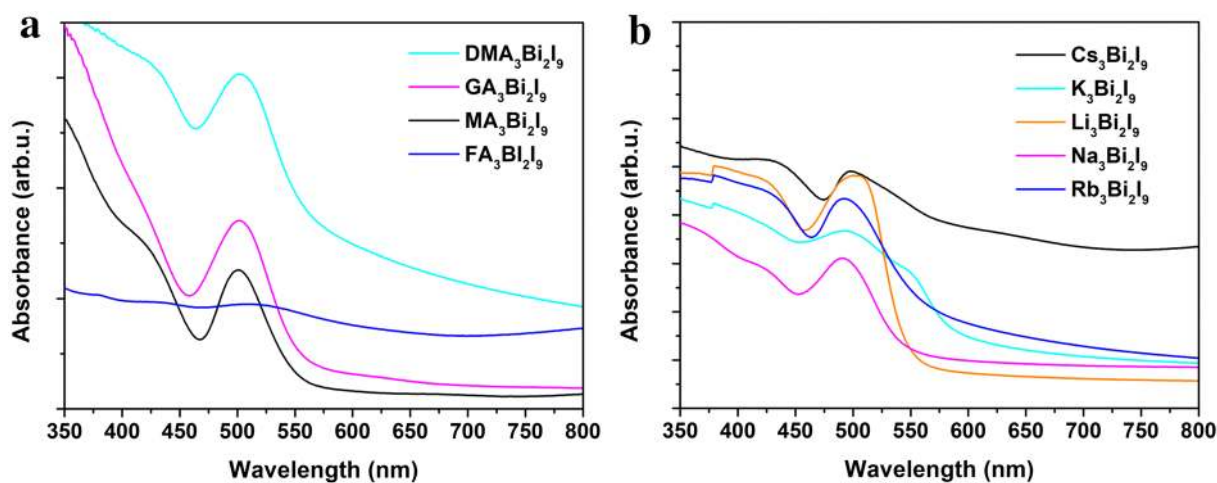 a
DMA₃Bi₂I₉
GA₃Bi₂I₉
MA₃Bi₂I₉
FA₃BI₂I₉
Absorbance (arb.u.)
350 400 450 500 550 600 650 700 750 800
Wavelength (nm)
b
Cs₃Bi₂I₉
K₃Bi₂I₉
Li₃Bi₂I₉
Na₃Bi₂I₉
Rb₃Bi₂I₉
Absorbance (arb.u.)
350 400 450 500 550 600 650 700 750 800
Wavelength (nm)